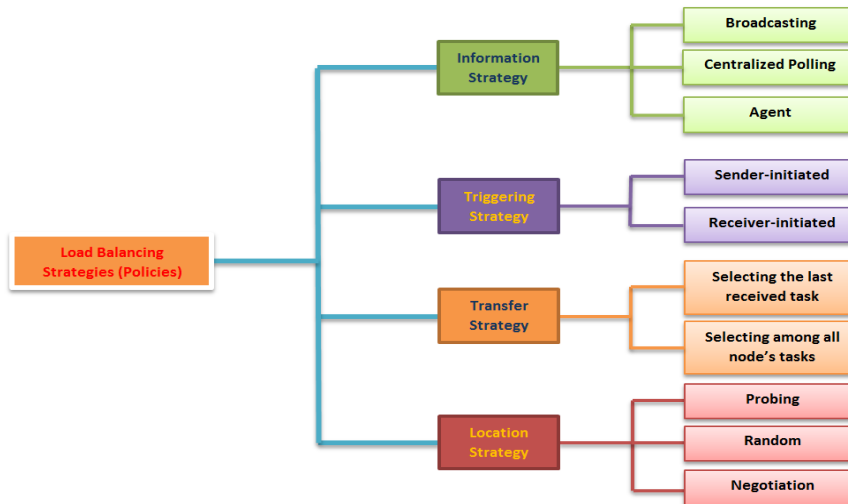 Load Balancing
Strategies (Policies)
Information
Strategy
Broadcasting
Centralized Polling
Agent
Triggering
Strategy
Sender-initiated
Receiver-initiated
Transfer
Strategy
Selecting the last
received task
Selecting among all
node's tasks
Location
Strategy
Probing
Random
Negotiation